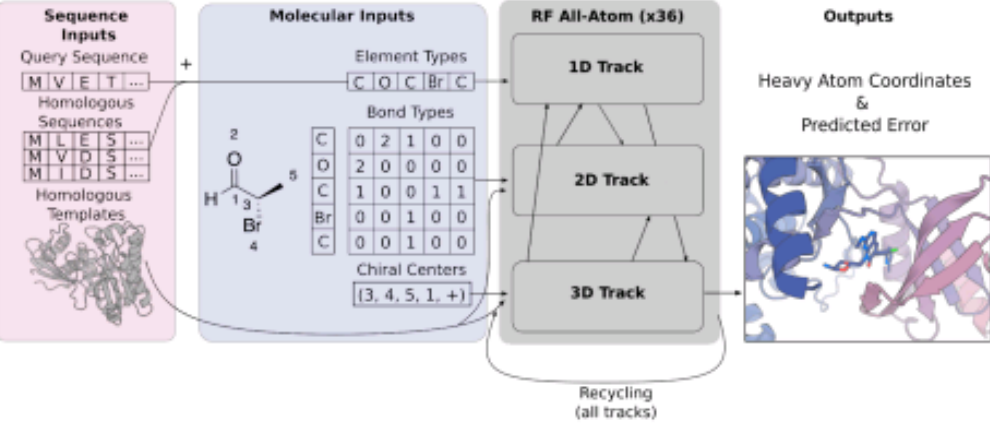 Sequence
Inputs
Query Sequence
M V E T ...
Homologous
Sequences
M L E S ...
M V D S ...
M I D S ...
Homologous
Templates
+
Molecular Inputs
Element Types
C O C Br C
Bond Types
C 0 2 1 0 0
O 2 0 0 0 0
C 1 0 0 1 1
Br 0 0 1 0 0
C 0 0 1 0 0
2
O
5
H
1
3
Br
4
Chiral Centers
(3, 4, 5, 1, +)
RF All-Atom (x36)
1D Track
2D Track
3D Track
Recycling
(all tracks)
Outputs
Heavy Atom Coordinates
&
Predicted Error